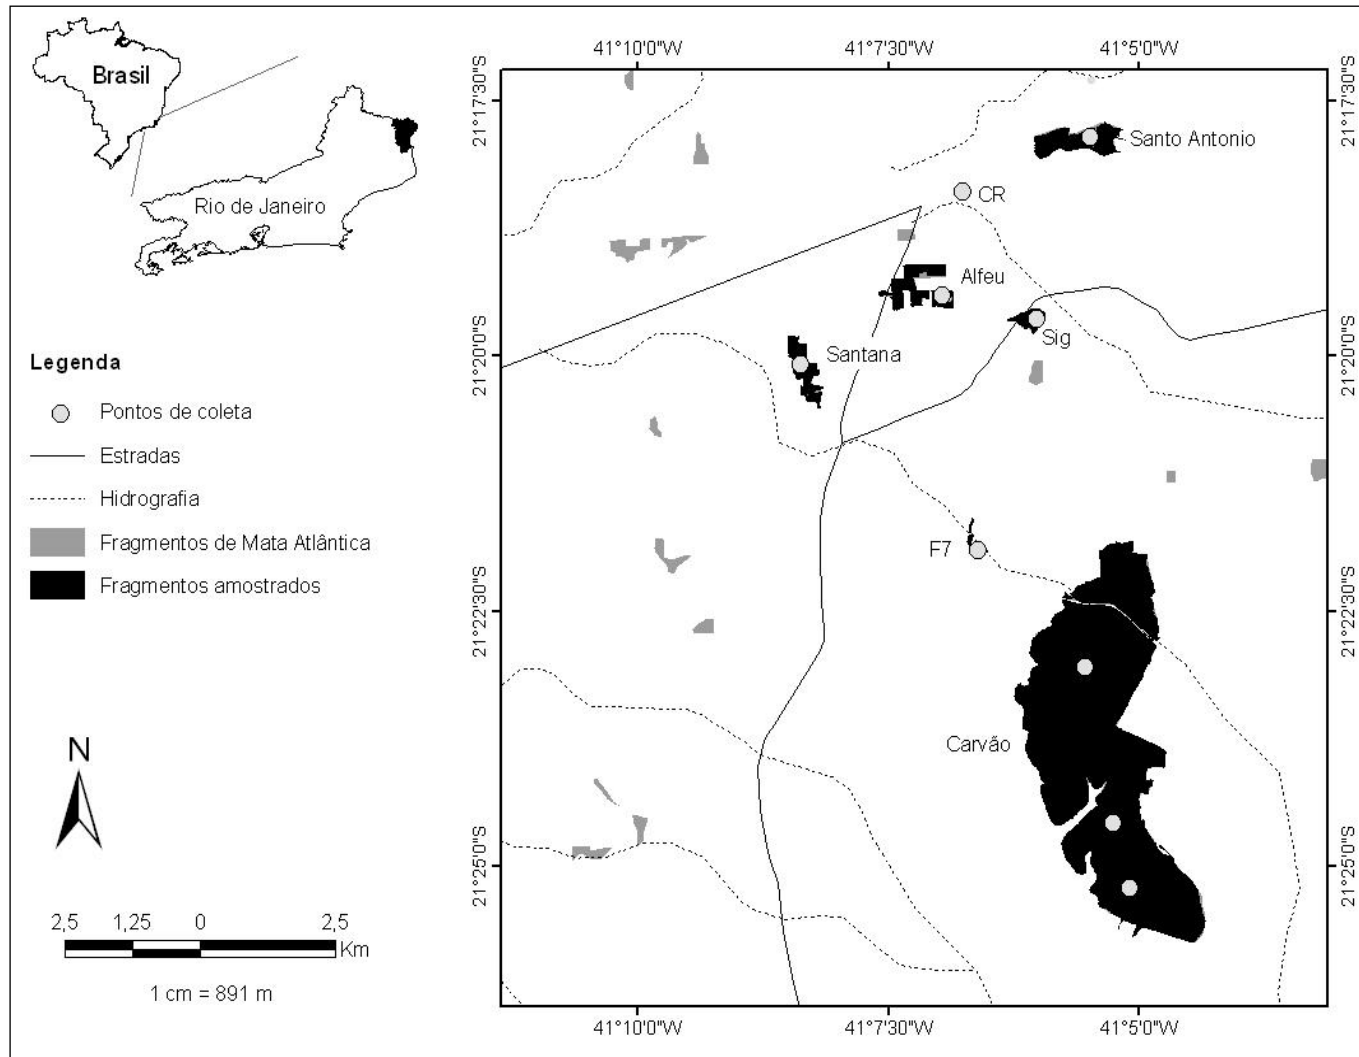 Brasil
Rio de Janeiro
Legenda
Pontos de coleta
Estradas
Hidrografia
Fragmentos de Mata Atlântica
Fragmentos amostrados
N
2,5 1,25 0 2,5
Km
1 cm = 891 m
41°10'0"W 41°7'30"W 41°5'0"W
21°17'30"S 21°17'30"S
Santo Antonio
CR
Alfeu
Sig
21°20'0"S 21°20'0"S
Santana
F7
21°22'30"S 21°22'30"S
Carvão
21°25'0"S 21°25'0"S
41°10'0"W 41°7'30"W 41°5'0"W